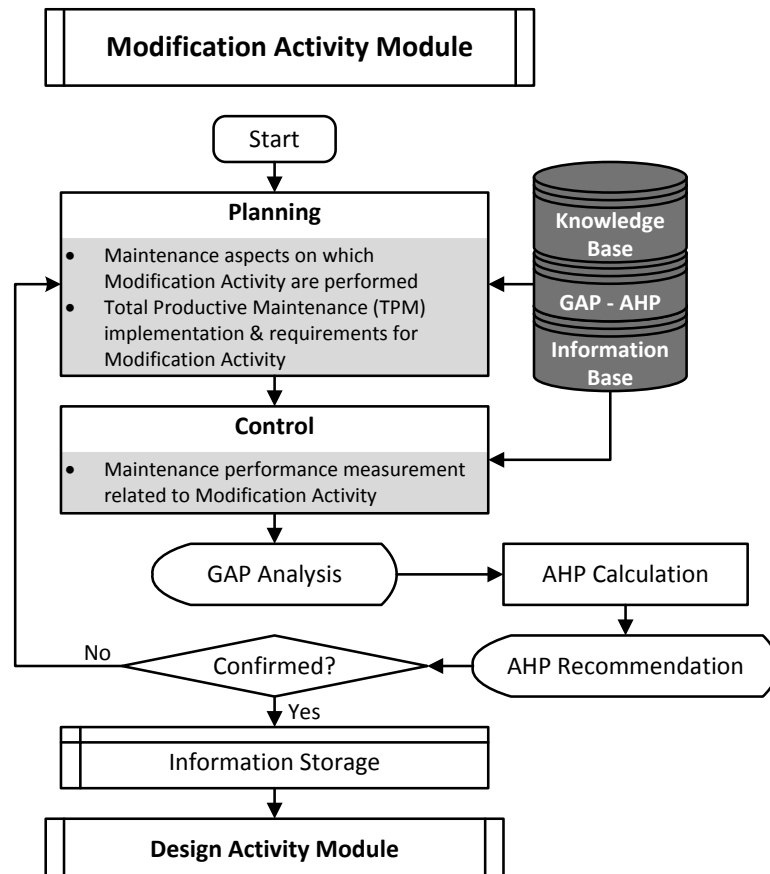 Modification Activity Module
Start
Planning
• Maintenance aspects on which
Modification Activity are performed
• Total Productive Maintenance (TPM)
implementation & requirements for
Modification Activity
Knowledge
Base
GAP - AHP
Information
Base
Control
• Maintenance performance measurement
related to Modification Activity
GAP Analysis
AHP Calculation
AHP Recommendation
Confirmed?
No
Yes
Information Storage
Design Activity Module